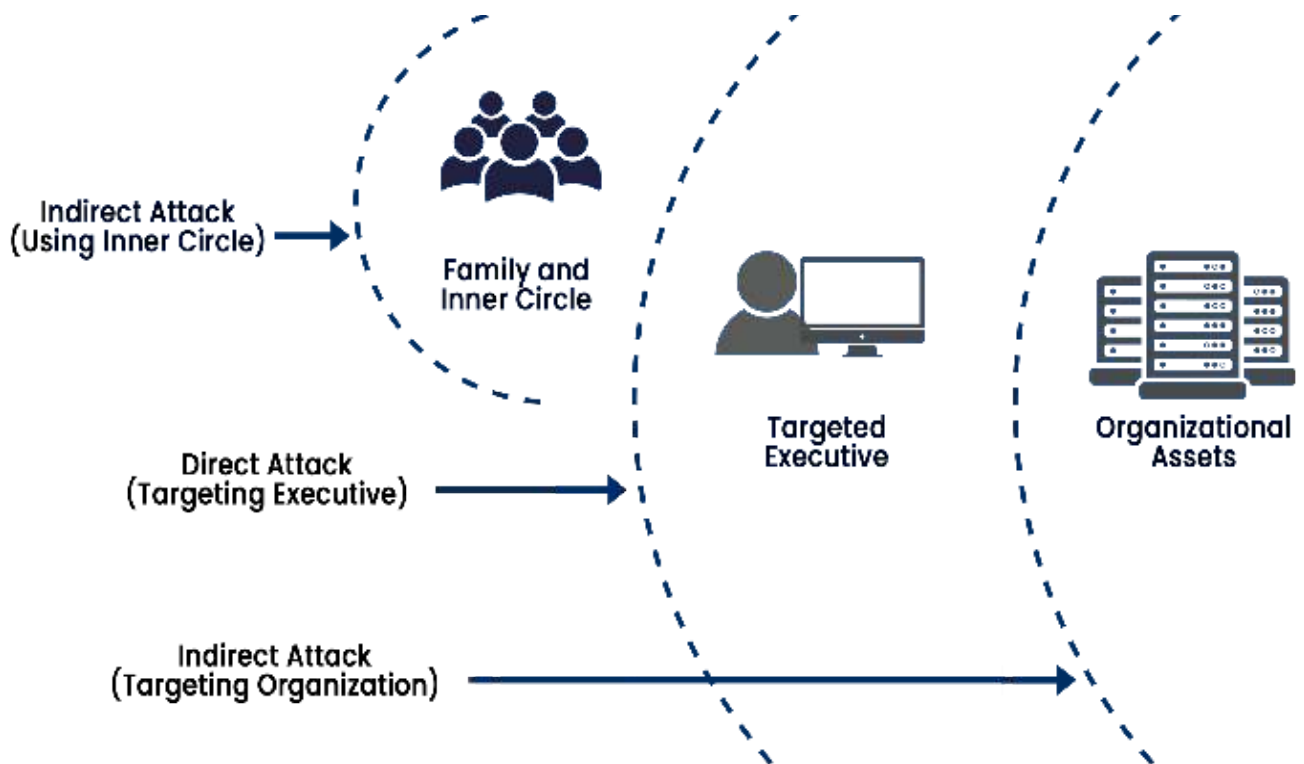 Indirect Attack
(Using Inner Circle)
Family and
Inner Circle
Targeted
Executive
Organizational
Assets
Direct Attack
(Targeting Executive)
Indirect Attack
(Targeting Organization)